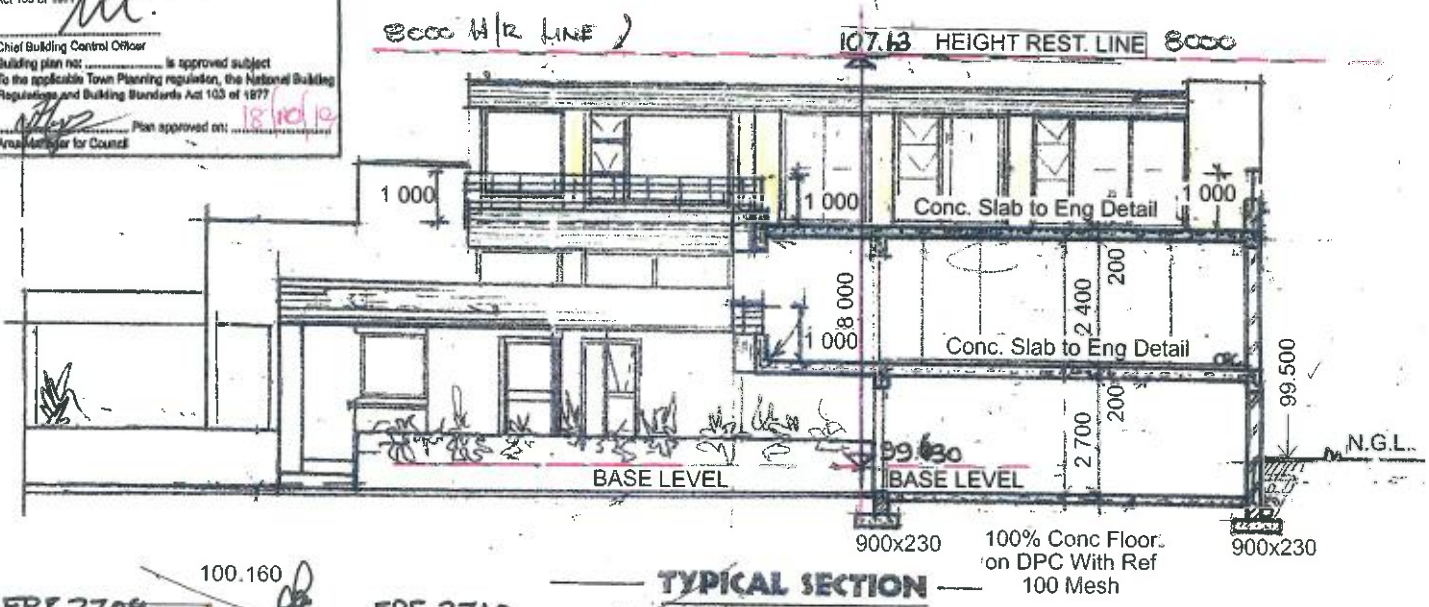 Chief Building Control Officer
Building plan no: .................. is approved subject
To the applicable Town Planning regulation, the National Building
Regulations and Building Standards Act 103 of 1977
Plan approved on: 18/10/12
Area Manager for Council
8000 H/R LINE
107.63 HEIGHT REST. LINE 8000
1 000
1 000
Conc. Slab to Eng Detail
1 000
200
8 000
2 400
1 000
Conc. Slab to Eng Detail
99.500
200
2 700
N.G.L.
99.630
BASE LEVEL
BASE LEVEL
900x230
100% Conc Floor
on DPC With Ref
100 Mesh
900x230
100.160
TYPICAL SECTION